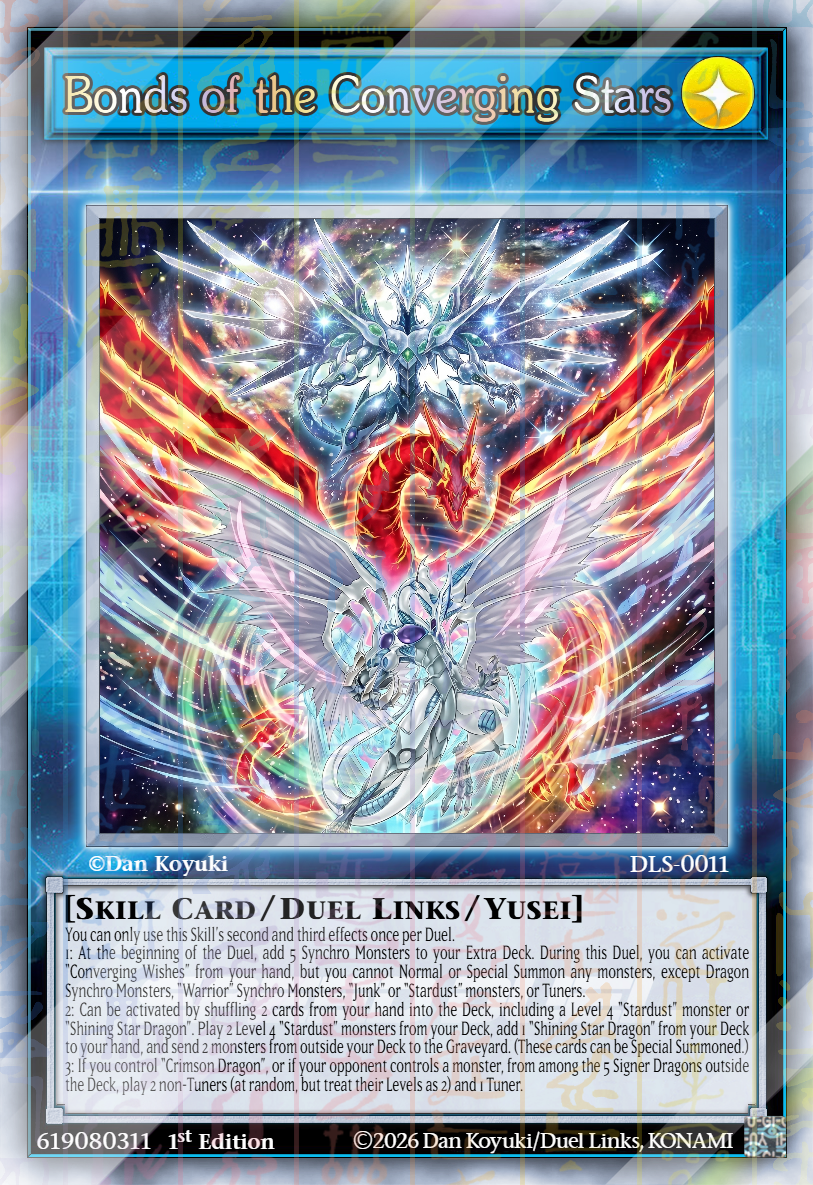 Bonds of the Converging Stars
©Dan Koyuki
DLS-0011
[Skill Card/Duel Links/Yusei]
You can only use this Skill's second and third effects once per Duel.
1: At the beginning of the Duel, add 5 Synchro Monsters to your Extra Deck. During this Duel, you can activate
"Converging Wishes" from your hand, but you cannot Normal or Special Summon any monsters, except Dragon
Synchro Monsters, "Warrior" Synchro Monsters, "Junk" or "Stardust" monsters, or Tuners.
2: Can be activated by shuffling 2 cards from your hand into the Deck, including a Level 4 "Stardust" monster or
"Shining Star Dragon". Play 2 Level 4 "Stardust" monsters from your Deck, add 1 "Shining Star Dragon" from your Deck
to your hand, and send 2 monsters from outside your Deck to the Graveyard. (These cards can be Special Summoned.)
3: If you control "Crimson Dragon", or if your opponent controls a monster, from among the 5 Signer Dragons outside
the Deck, play 2 non-Tuners (at random, but treat their Levels as 2) and 1 Tuner.
619080311 1st Edition
©2026 Dan Koyuki/Duel Links, KONAMI